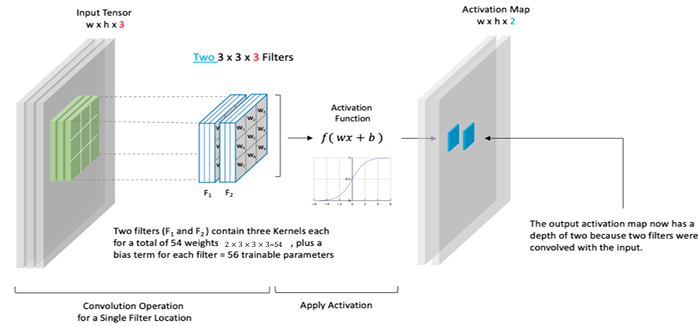 Input Tensor
w x h x 3
Activation Map
w x h x 2
Two 3 x 3 x 3 Filters
Activation
Function
f( wx + b )
F₁ F₂
Two filters (F₁ and F₂) contain three Kernels each
for a total of 54 weights 2 × 3 × 3 × 3=54 , plus a
bias term for each filter = 56 trainable parameters
The output activation map now has a
depth of two because two filters were
convolved with the input.
Convolution Operation
for a Single Filter Location
Apply Activation